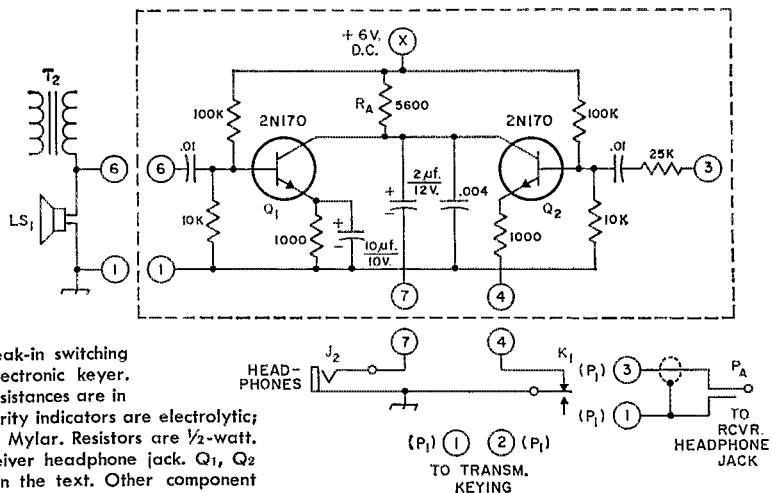 + 6V.
D.C.
X
T2
RA
5600
100K
2N170
2N170
100K
.01
.01
25K
6
6
3
Q1
2µf.
12V.
.004
Q2
LS1
10K
1000
10µf.
10V.
1000
10K
1
1
7
4
7
4
J2
K1
(P1) 3
PA
HEAD-
PHONES
(P1) 1
TO
RCVR.
HEADPHONE
JACK
(P1) 1 2 (P1)
TO TRANSM.
KEYING
eak-in switching
ectronic keyer.
sistances are in
rity indicators are electrolytic;
Mylar. Resistors are ½-watt.
eiver headphone jack. Q1, Q2
n the text. Other component